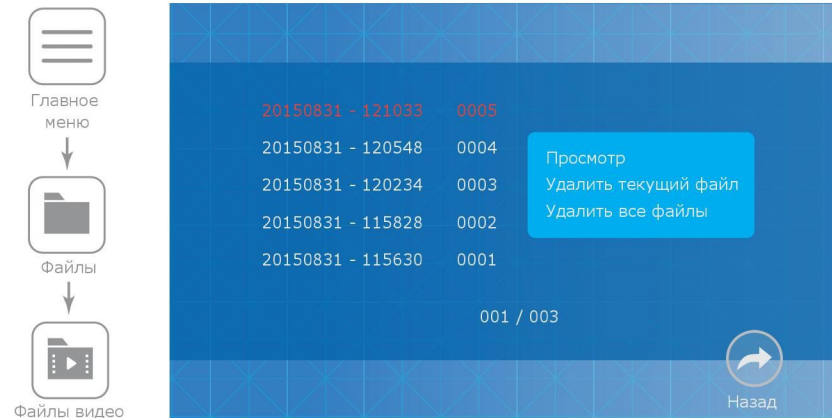 Главное
меню
Файлы
Файлы видео
20150831 - 121033 0005
20150831 - 120548 0004
20150831 - 120234 0003
20150831 - 115828 0002
20150831 - 115630 0001
Просмотр
Удалить текущий файл
Удалить все файлы
001 / 003
Назад